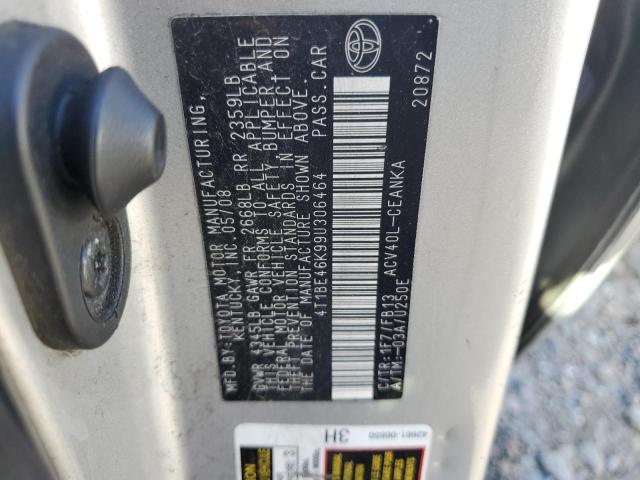 MFD.BY:TOYOTA MOTOR MANUFACTURING,
KENTUCKY, INC. 05/08
GVWR 4345LB GAWR FR 2668LB RR 2359LB
THIS VEHICLE CONFORMS TO ALL APPLICABLE
FEDERAL MOTOR VEHICLE SAFETY, BUMPER AND
THEFT PREVENTION STANDARDS IN EFFECT ON
THE DATE OF MANUFACTURE SHOWN ABOVE.
4T1BE46K99U306464 PASS.CAR
C/TR:1F7/FB13 ACV40L-CEANKA
A/TM:-03A/U250E
20872
3H